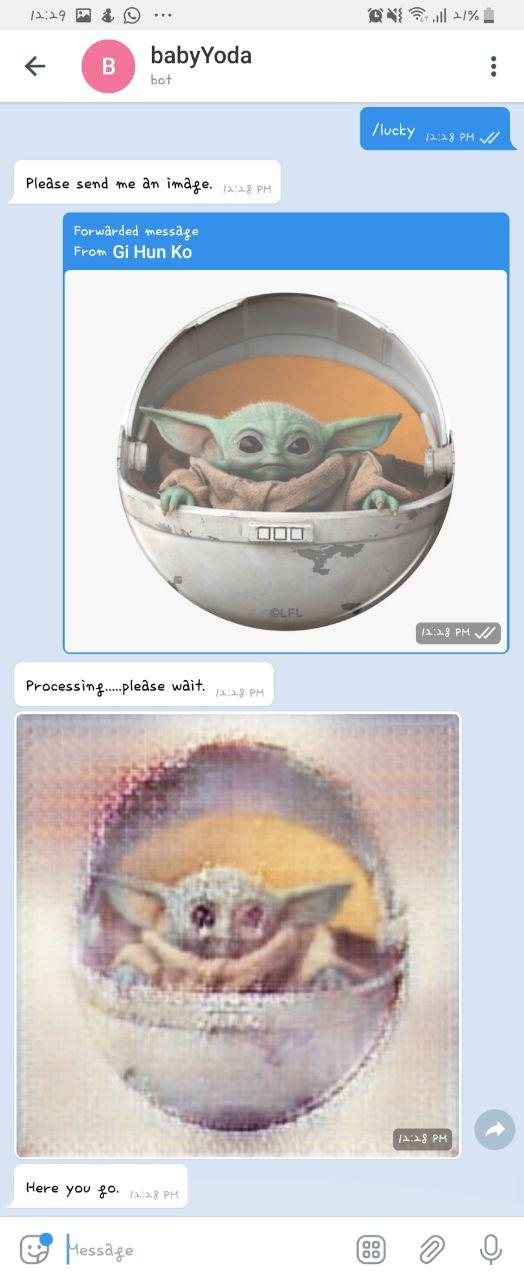 12:29 ... 21%
B babyYoda
bot
/lucky 12:28 PM
Please send me an image. 12:28 PM
Forwarded message
From Gi Hun Ko
©LFL
12:28 PM
Processing.....please wait. 12:28 PM
12:28 PM
Here you go. 12:28 PM
Message